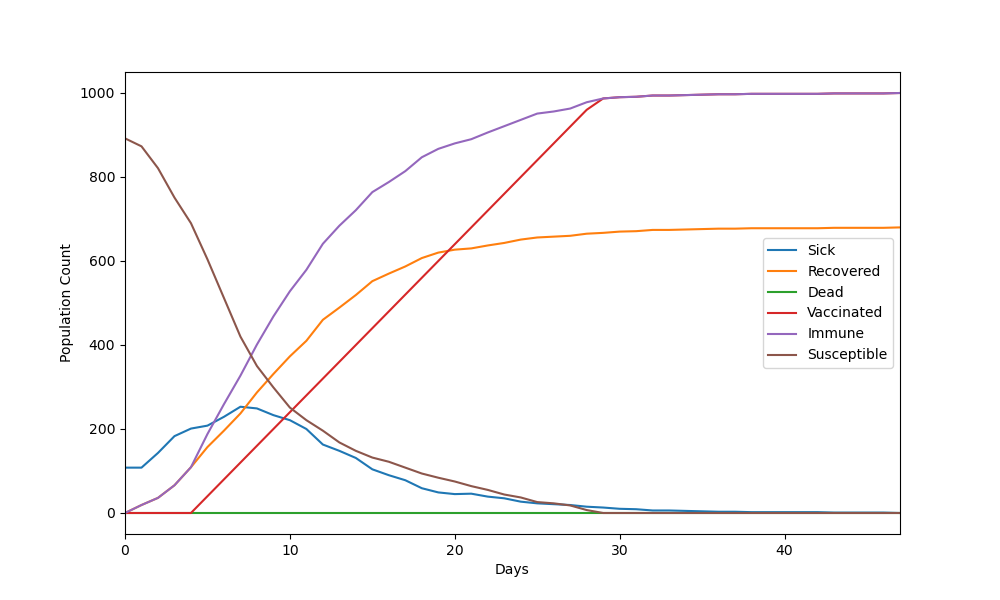 1000
800
600
400
200
0
Population Count
0 10 20 30 40
Days
Sick
Recovered
Dead
Vaccinated
Immune
Susceptible